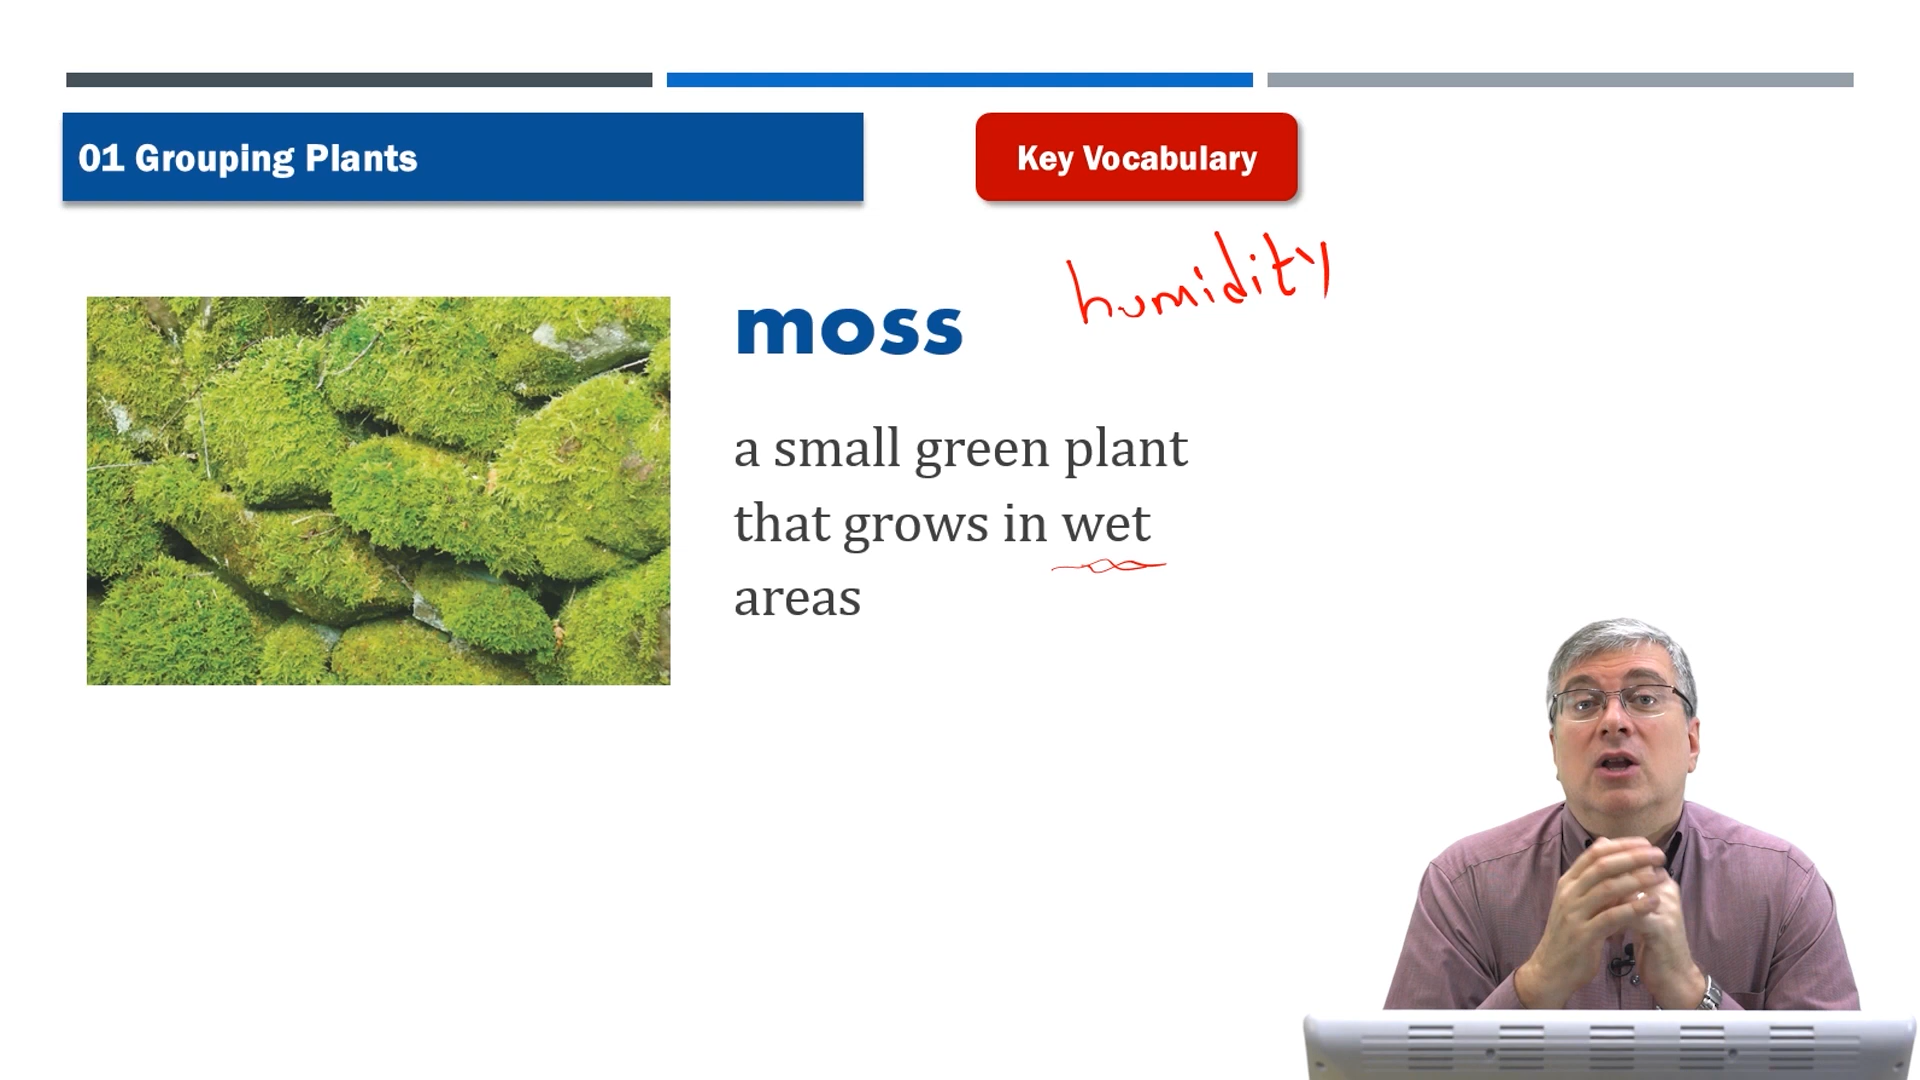 01 Grouping Plants
Key Vocabulary
humidity
moss
a small green plant
that grows in wet
areas